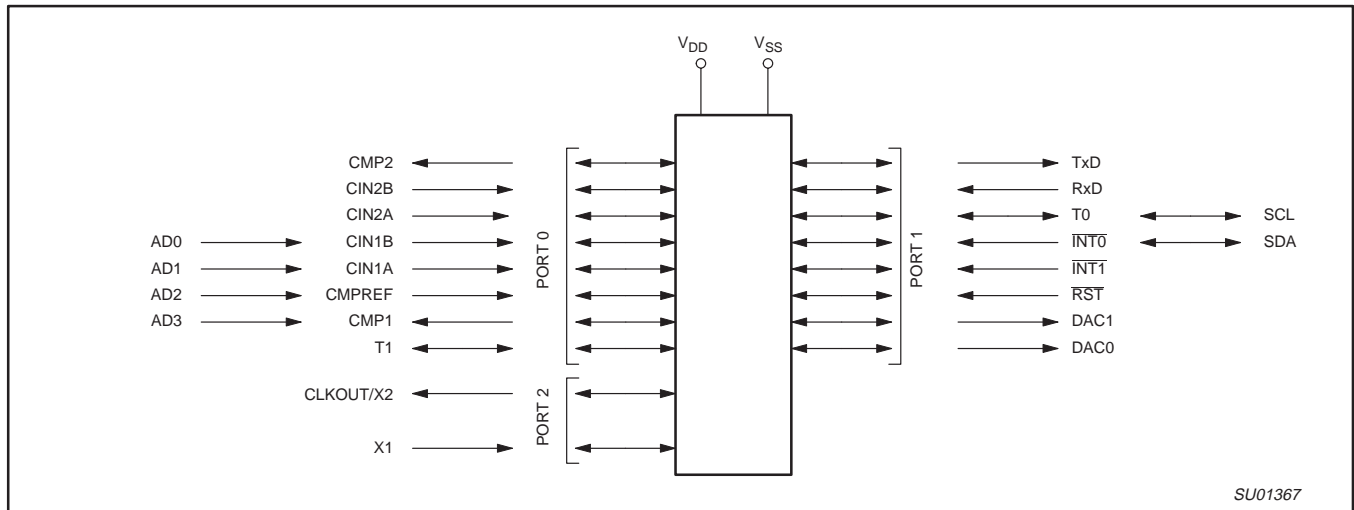 VDD VSS
CMP2 TxD
CIN2B RxD
CIN2A T0 SCL
AD0 CIN1B INT0 SDA
AD1 CIN1A INT1
AD2 CMPREF RST
AD3 CMP1 DAC1
T1 DAC0
PORT 0
PORT 1
CLKOUT/X2
PORT 2
X1
SU01367